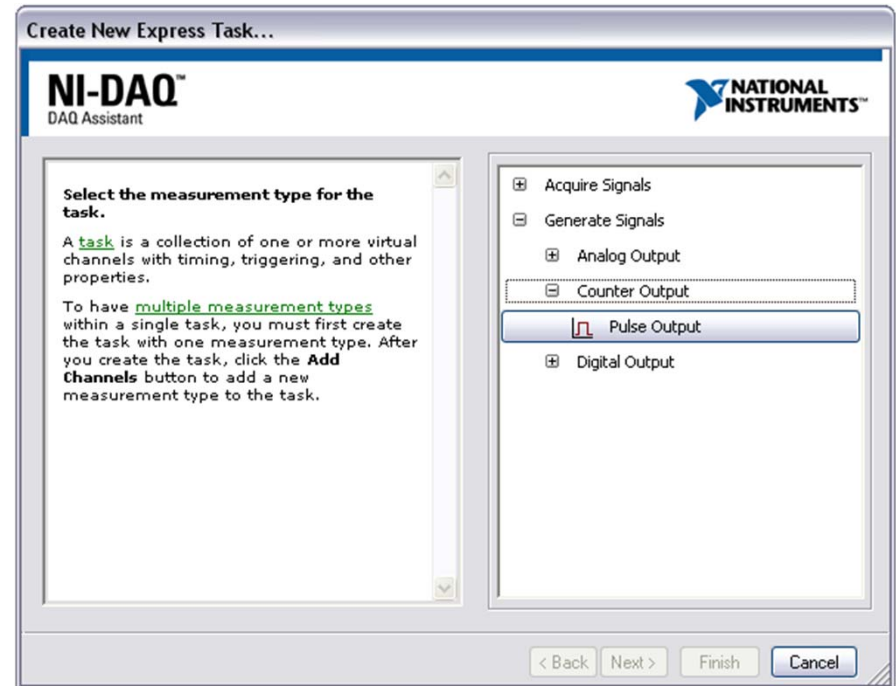 Create New Express Task...
NI-DAQ™
DAQ Assistant
NATIONAL
INSTRUMENTS™
Select the measurement type for the
task.
A task is a collection of one or more virtual
channels with timing, triggering, and other
properties.
To have multiple measurement types
within a single task, you must first create
the task with one measurement type. After
you create the task, click the Add
Channels button to add a new
measurement type to the task.
Acquire Signals
Generate Signals
Analog Output
Counter Output
Pulse Output
Digital Output
< Back
Next >
Finish
Cancel